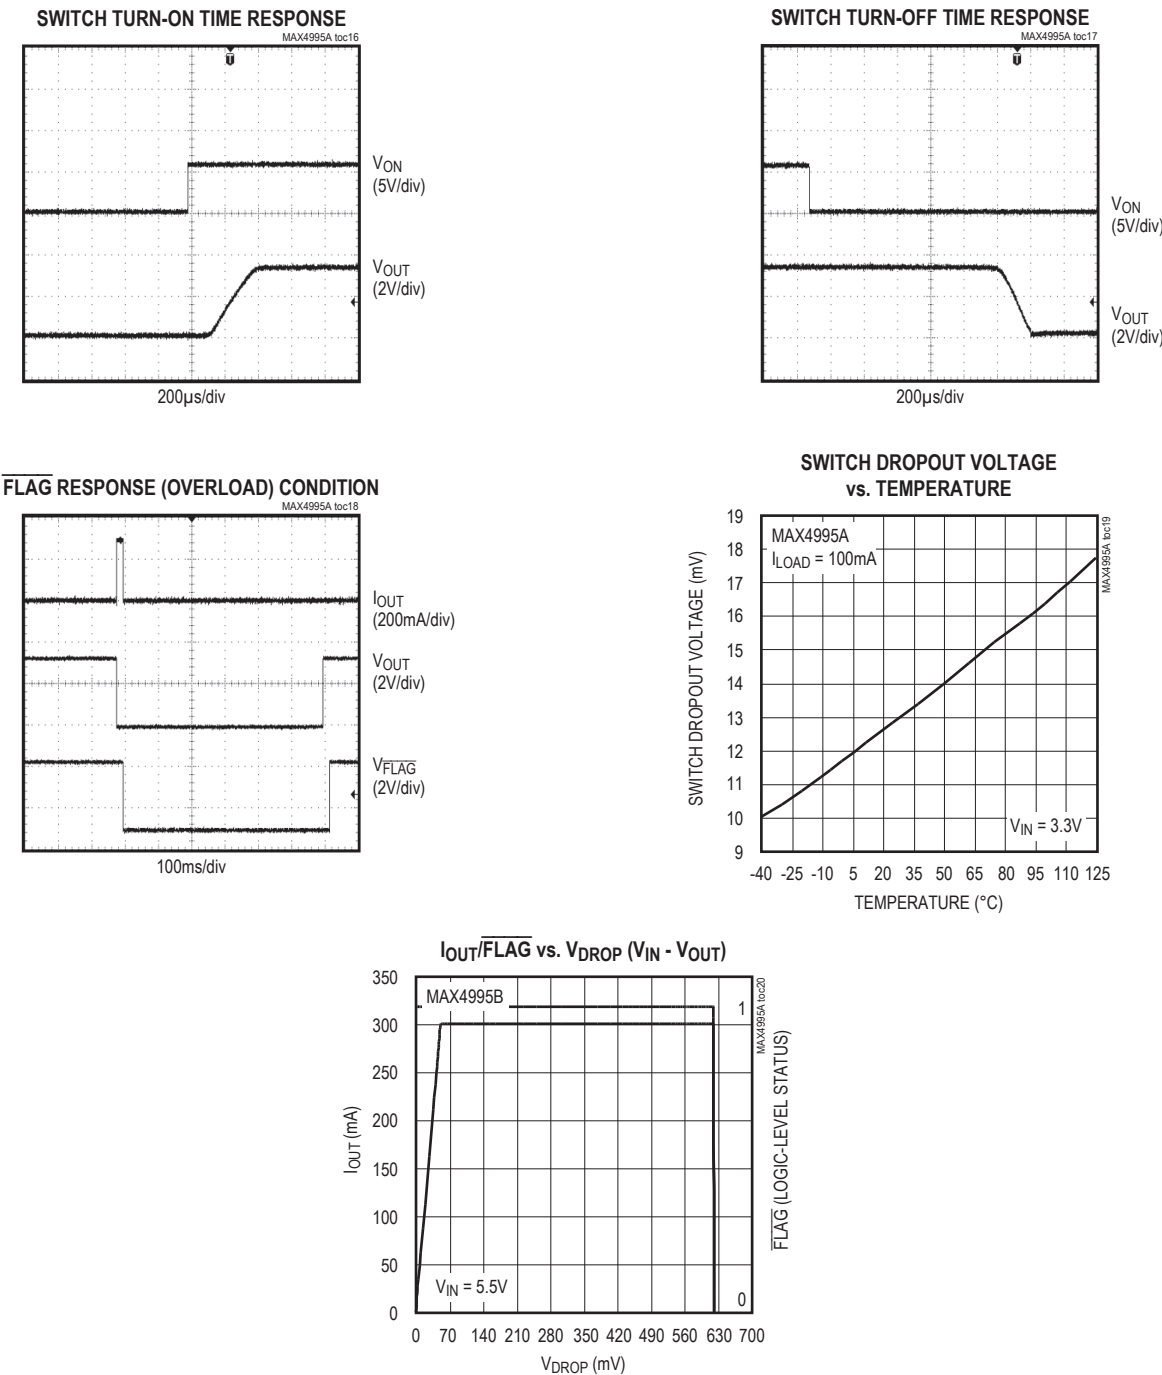 SWITCH TURN-ON TIME RESPONSE
MAX4995A toc16
T
VON
(5V/div)
VOUT
(2V/div)
200µs/div
SWITCH TURN-OFF TIME RESPONSE
MAX4995A toc17
T
VON
(5V/div)
VOUT
(2V/div)
200µs/div
FLAG RESPONSE (OVERLOAD) CONDITION
MAX4995A toc18
IOUT
(200mA/div)
VOUT
(2V/div)
VFLAG
(2V/div)
100ms/div
SWITCH DROPOUT VOLTAGE
vs. TEMPERATURE
MAX4995A toc19
MAX4995A
ILOAD = 100mA
SWITCH DROPOUT VOLTAGE (mV)
19
18
17
16
15
14
13
12
11
10
9
VIN = 3.3V
-40 -25 -10 5 20 35 50 65 80 95 110 125
TEMPERATURE (°C)
IOUT/FLAG vs. VDROP (VIN - VOUT)
MAX4995A toc20
MAX4995B
IOUT (mA)
350
300
250
200
150
100
50
0
1
0
FLAG (LOGIC-LEVEL STATUS)
VIN = 5.5V
0 70 140 210 280 350 420 490 560 630 700
VDROP (mV)